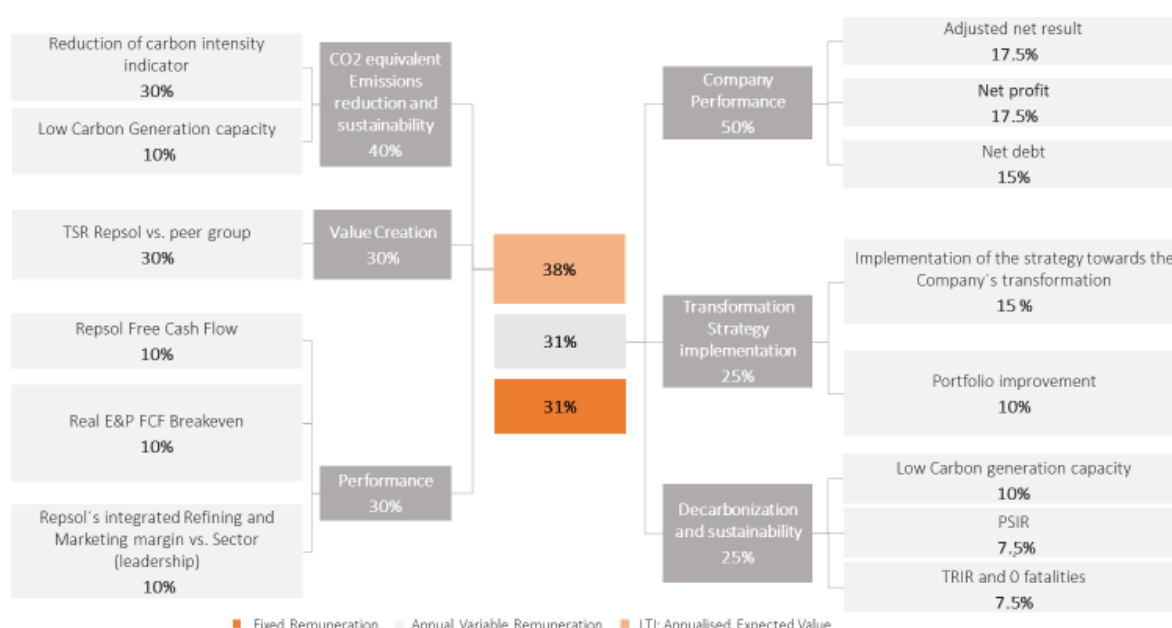 Reduction of carbon intensity
indicator
30%
Low Carbon Generation capacity
10%
TSR Repsol vs. peer group
30%
Repsol Free Cash Flow
10%
Real E&P FCF Breakeven
10%
Repsol´s integrated Refining and
Marketing margin vs. Sector
(leadership)
10%
CO2 equivalent
Emissions
reduction and
sustainability
40%
Value Creation
30%
Performance
30%
38%
31%
31%
Company
Performance
50%
Transformation
Strategy
implementation
25%
Decarbonization
and sustainability
25%
Adjusted net result
17.5%
Net profit
17.5%
Net debt
15%
Implementation of the strategy towards the
Company´s transformation
15 %
Portfolio improvement
10%
Low Carbon generation capacity
10%
PSIR
7.5%
TRIR and 0 fatalities
7.5%
Fixed Remuneration
Annual Variable Remuneration
LTI: Annualised Expected Value